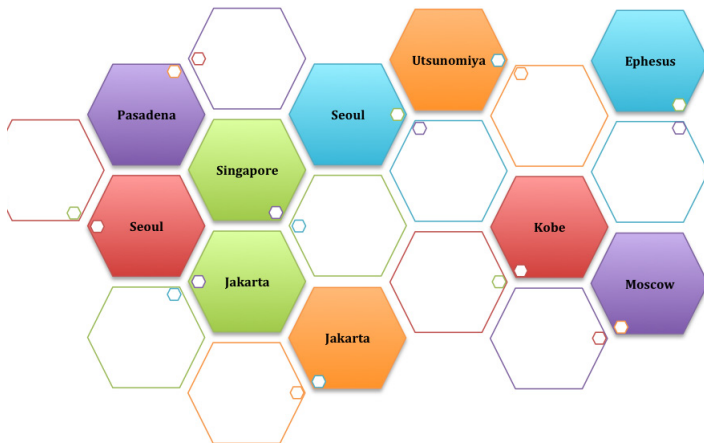 Utsunomiya
Ephesus
Pasadena
Seoul
Singapore
Seoul
Kobe
Jakarta
Moscow
Jakarta